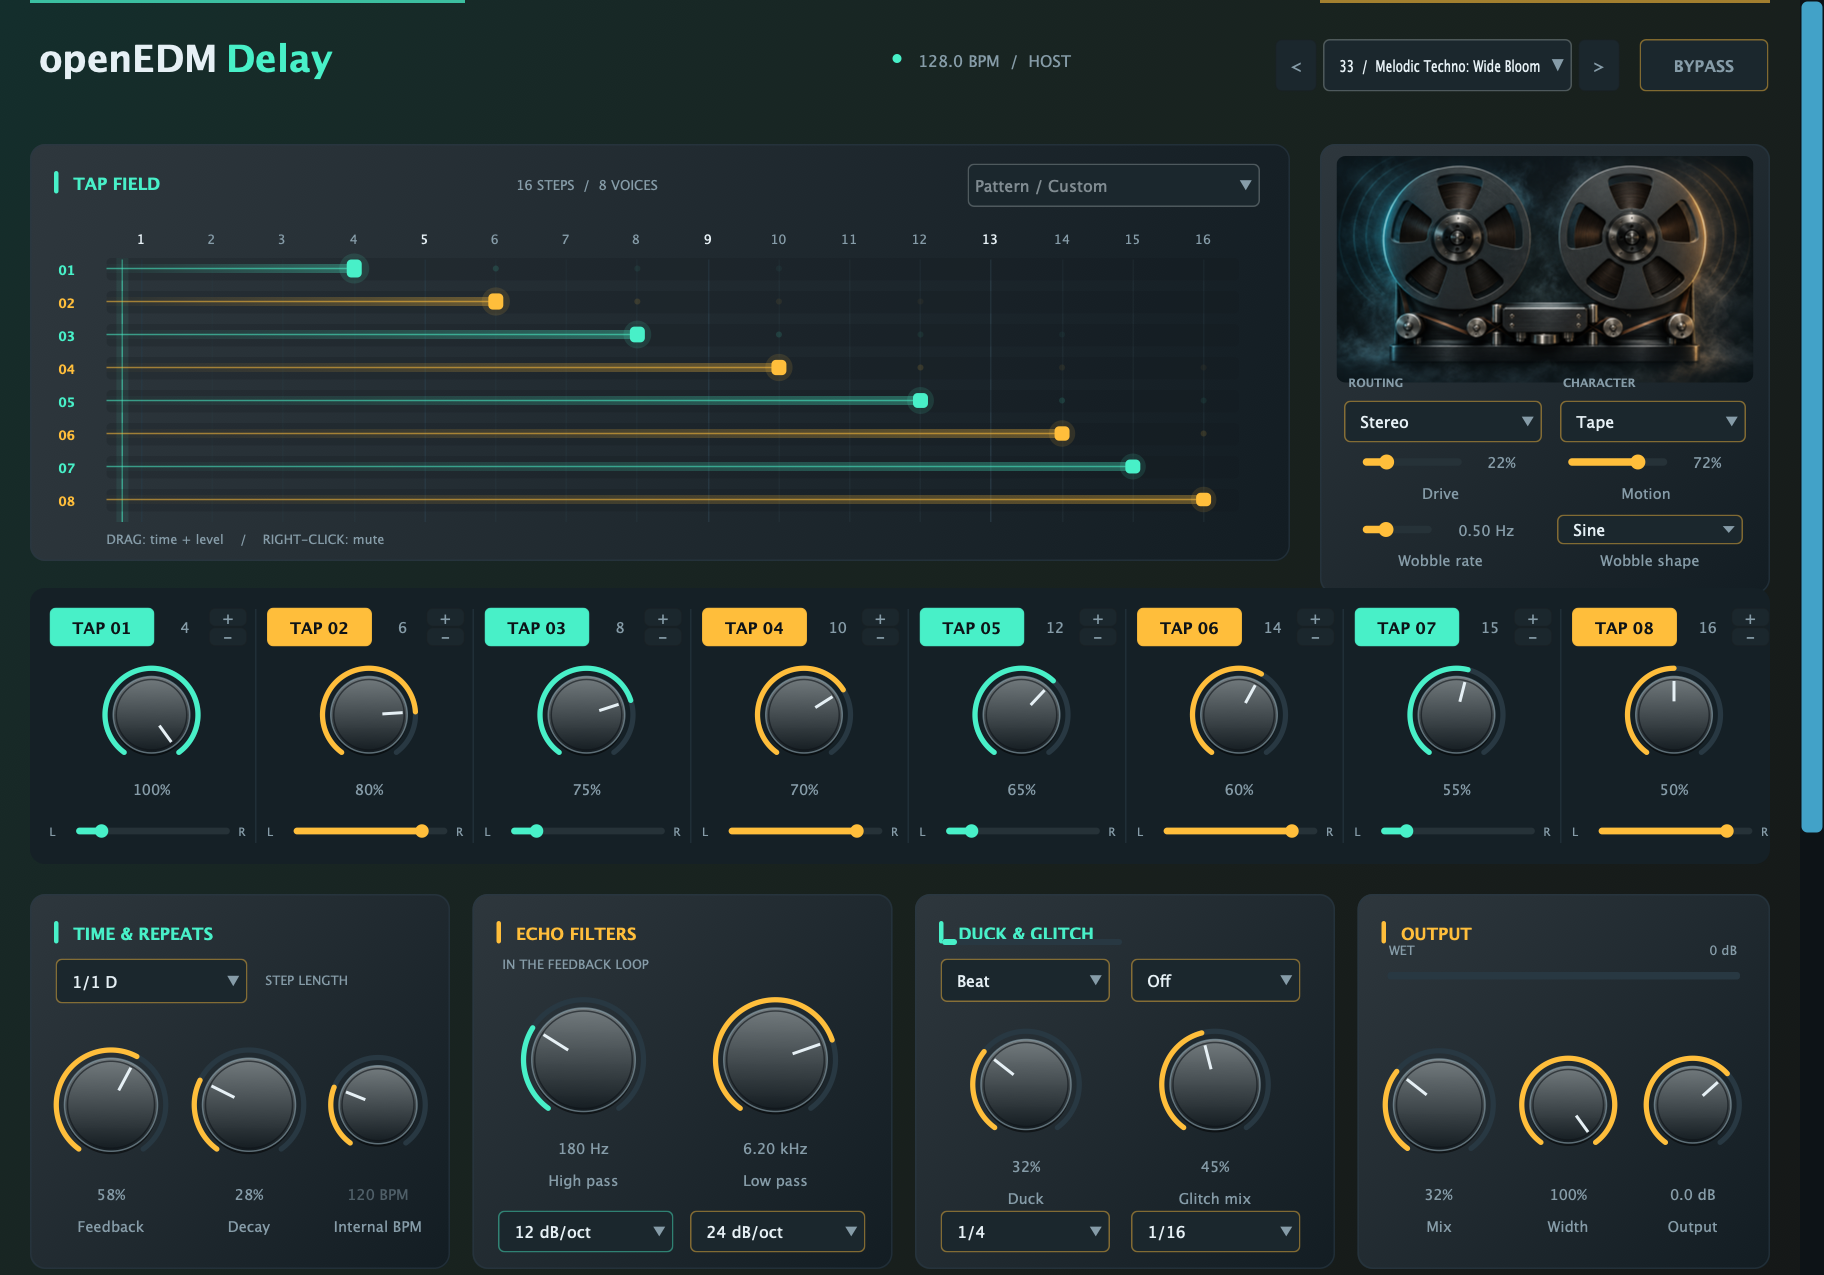 openEDM Delay
128.0 BPM / HOST
<
33 / Melodic Techno: Wide Bloom
>
BYPASS
TAP FIELD
16 STEPS / 8 VOICES
Pattern / Custom
1 2 3 4 5 6 7 8 9 10 11 12 13 14 15 16
01
02
03
04
05
06
07
08
DRAG: time + level / RIGHT-CLICK: mute
ROUTING CHARACTER
Stereo Tape
22% 72%
Drive Motion
0.50 Hz Sine
Wobble rate Wobble shape
TAP 01 4 + - TAP 02 6 + - TAP 03 8 + - TAP 04 10 + - TAP 05 12 + - TAP 06 14 + - TAP 07 15 + - TAP 08 16 + -
100% 80% 75% 70% 65% 60% 55% 50%
L R L R L R L R L R L R L R L R
TIME & REPEATS
1/1 D STEP LENGTH
58% 28% 120 BPM
Feedback Decay Internal BPM
ECHO FILTERS
IN THE FEEDBACK LOOP
180 Hz 6.20 kHz
High pass Low pass
12 dB/oct 24 dB/oct
DUCK & GLITCH
Beat Off
32% 45%
Duck Glitch mix
1/4 1/16
OUTPUT
WET 0 dB
32% 100% 0.0 dB
Mix Width Output